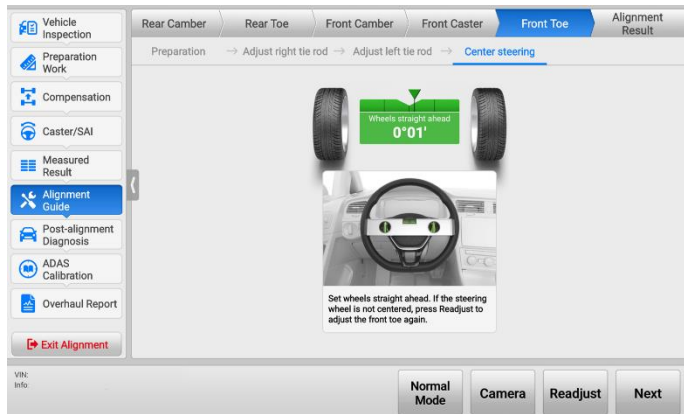 Vehicle
Inspection
Preparation
Work
Compensation
Caster/SAI
Measured
Result
Alignment
Guide
Post-alignment
Diagnosis
ADAS
Calibration
Overhaul Report
Exit Alignment
Rear Camber
Rear Toe
Front Camber
Front Caster
Front Toe
Alignment
Result
Preparation → Adjust right tie rod → Adjust left tie rod → Center steering
Wheels straight ahead
0°01'
Set wheels straight ahead. If the steering
wheel is not centered, press Readjust to
adjust the front toe again.
VIN:
Info:
Normal
Mode
Camera
Readjust
Next